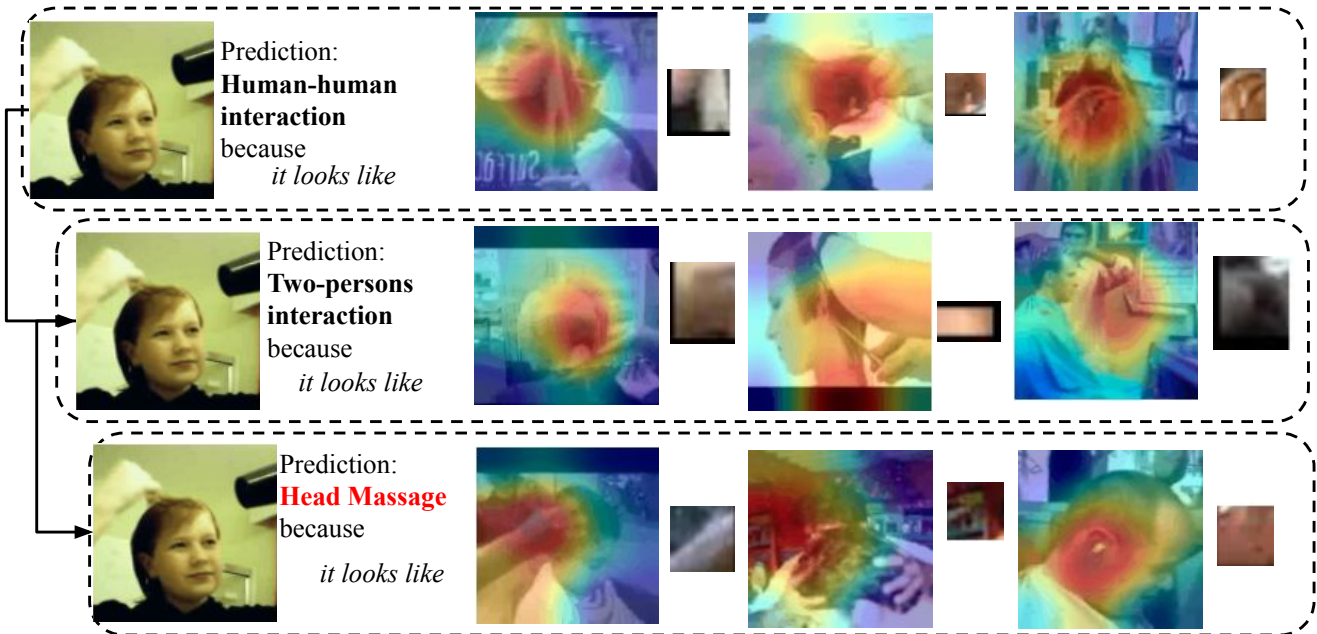 Prediction:
Human-human
interaction
because
it looks like
Prediction:
Two-persons
interaction
because
it looks like
Prediction:
Head Massage
because
it looks like